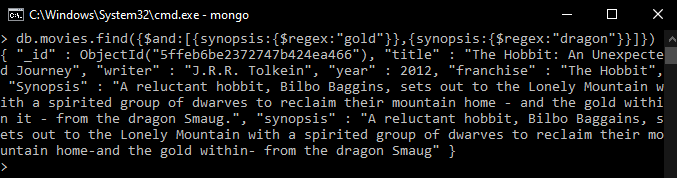 C:\Windows\System32\cmd.exe - mongo
> db.movies.find({$and:[{synopsis:{$regex:"gold"}},{synopsis:{$regex:"dragon"}}]})
{ "_id" : ObjectId("5ffeb6be2372747b424ea466"), "title" : "The Hobbit: An Unexpecte
d Journey", "writer" : "J.R.R. Tolkein", "year" : 2012, "franchise" : "The Hobbit",
"Synopsis" : "A reluctant hobbit, Bilbo Baggins, sets out to the Lonely Mountain w
ith a spirited group of dwarves to reclaim their mountain home - and the gold withi
n it - from the dragon Smaug.", "synopsis" : "A reluctant hobbit, Bilbo Baggains, s
ets out to the Lonely Mountain with a spirited group of dwarves to reclaim their mo
untain home-and the gold within- from the dragon Smaug" }
>